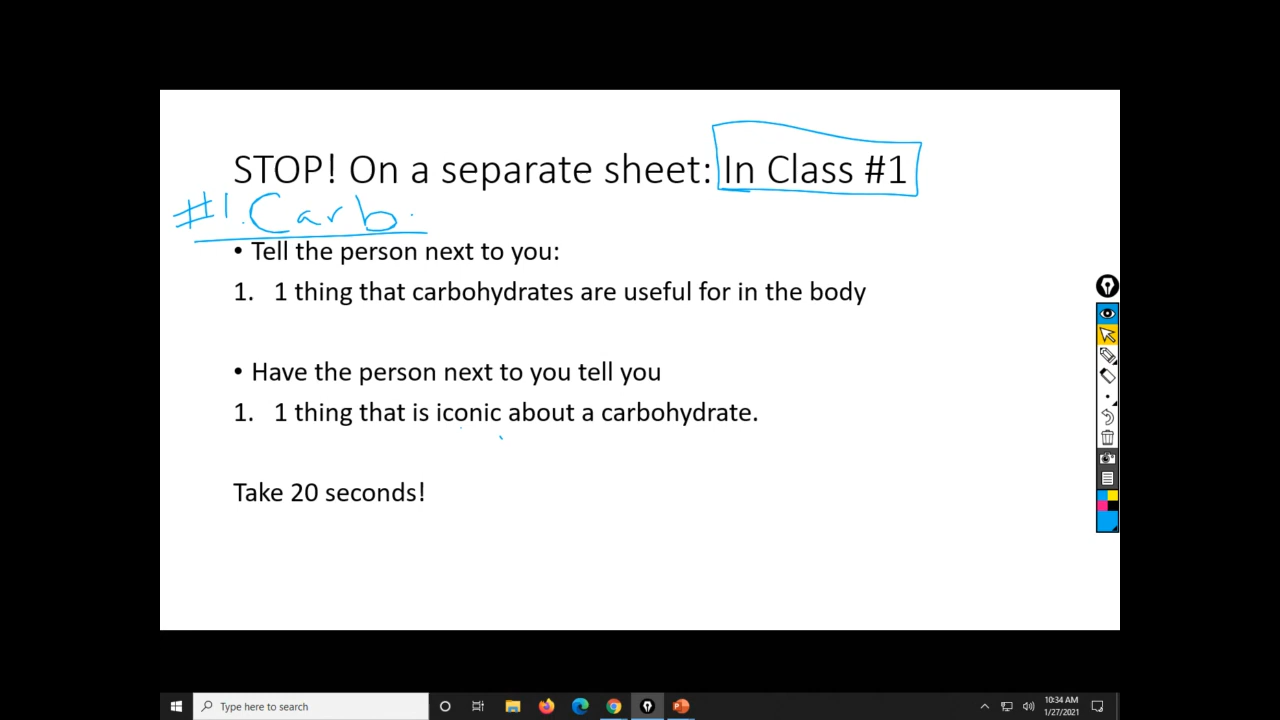 STOP! On a separate sheet: In Class #1
#1. Carb.
• Tell the person next to you:
1. 1 thing that carbohydrates are useful for in the body
• Have the person next to you tell you
1. 1 thing that is iconic about a carbohydrate.
Take 20 seconds!
Type here to search
10:34 AM
1/27/2021